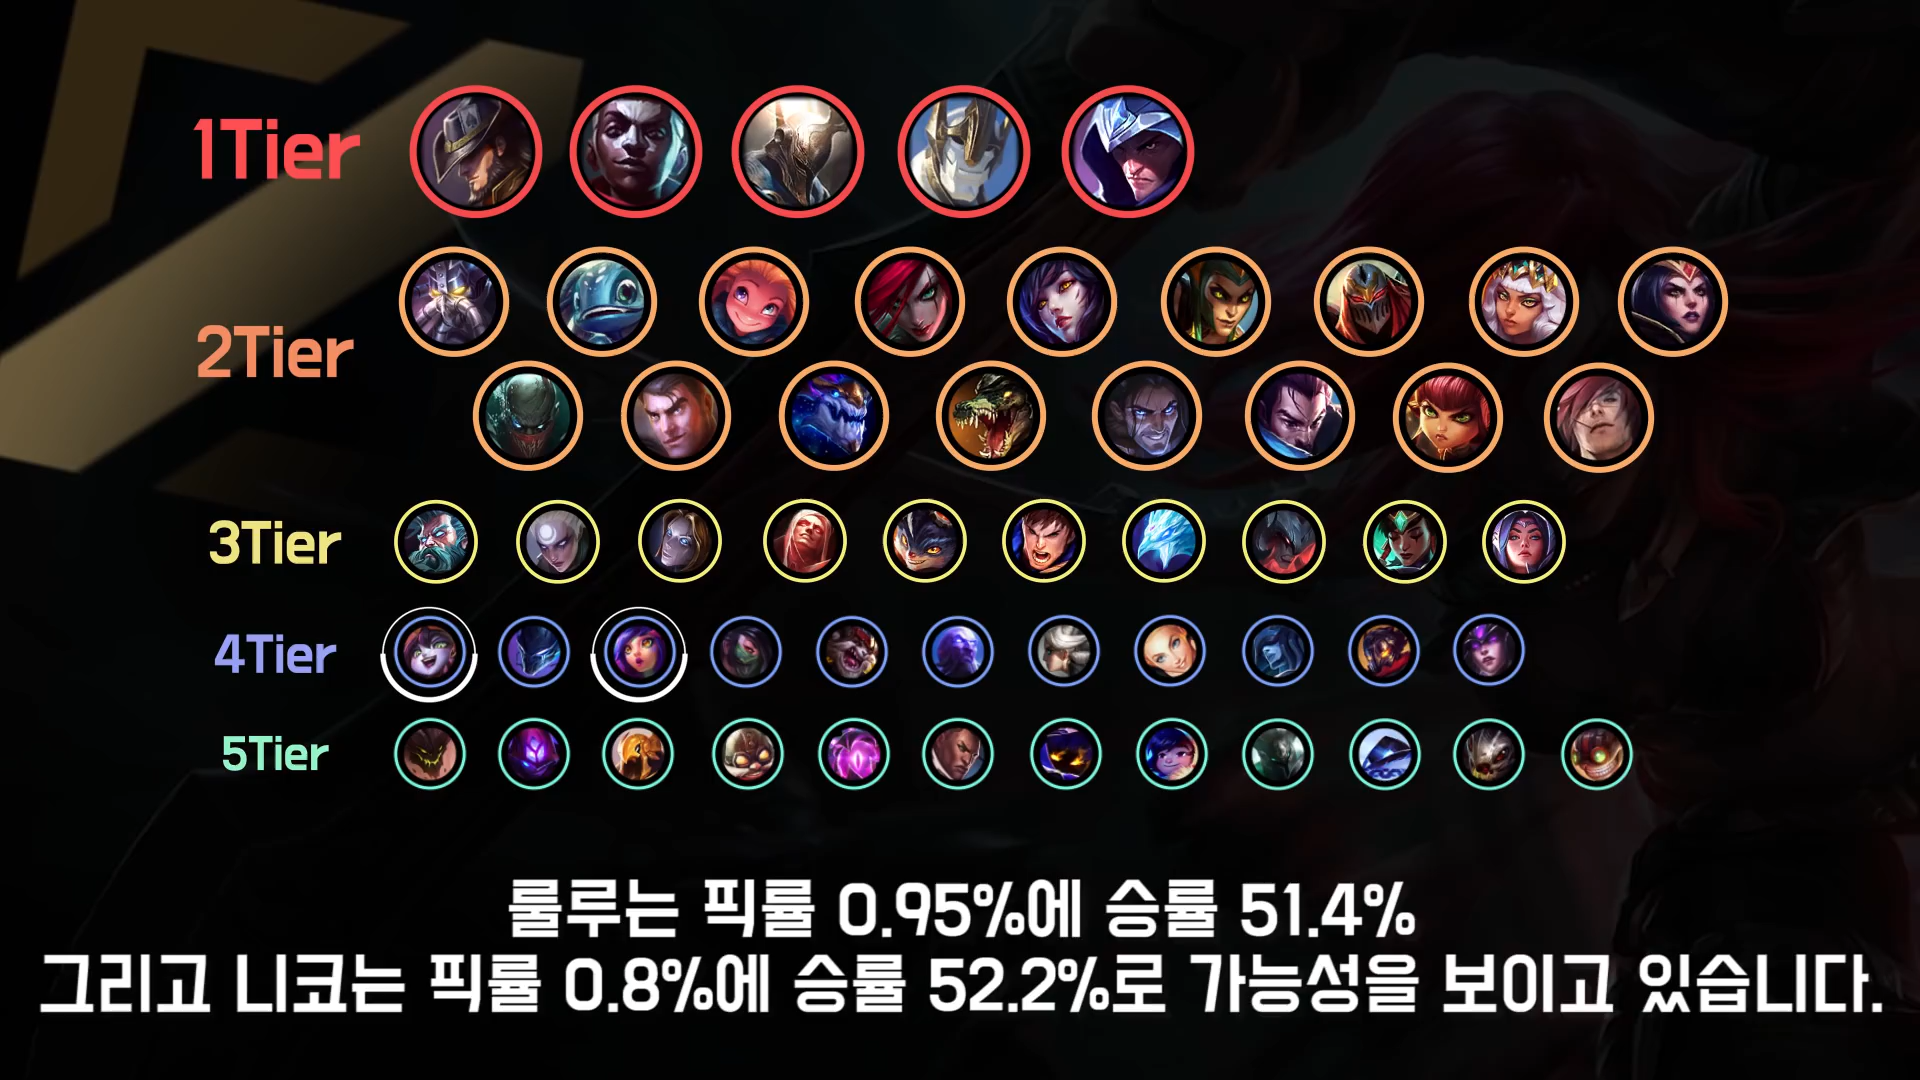 1Tier
2Tier
3Tier
4Tier
5Tier
룰루는 픽률 0.95%에 승률 51.4%
그리고 니코는 픽률 0.8%에 승률 52.2%로 가능성을 보이고 있습니다.